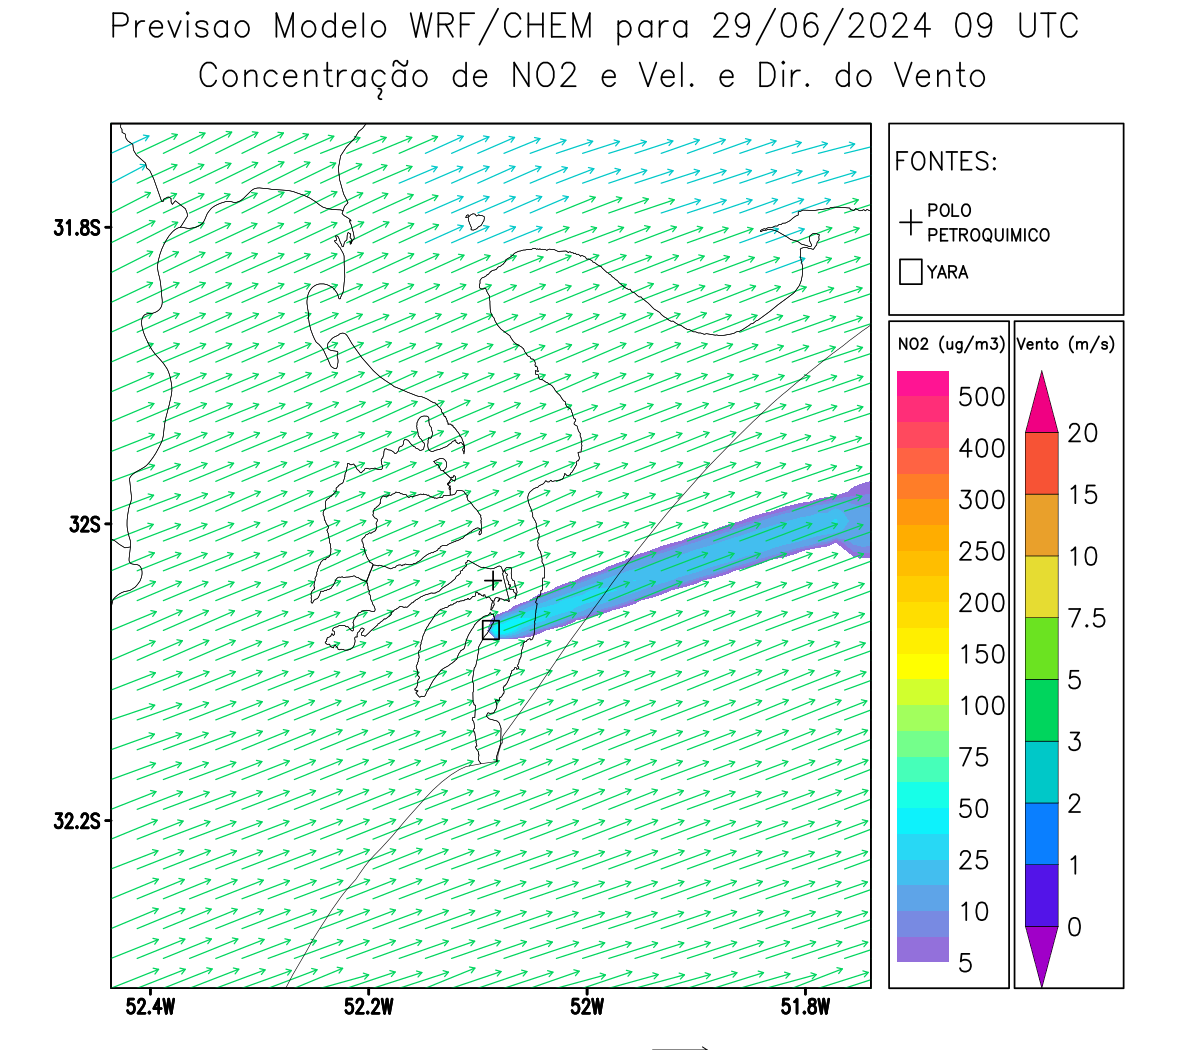 Previsao Modelo WRF/CHEM para 29/06/2024 09 UTC
Concentração de NO2 e Vel. e Dir. do Vento
FONTES:
POLO
PETROQUIMICO
YARA
31.8S
32S
32.2S
52.4W
52.2W
52W
51.8W
NO2 (ug/m3)
500
400
300
250
200
150
100
75
50
25
10
5
Vento (m/s)
20
15
10
7.5
5
3
2
1
0